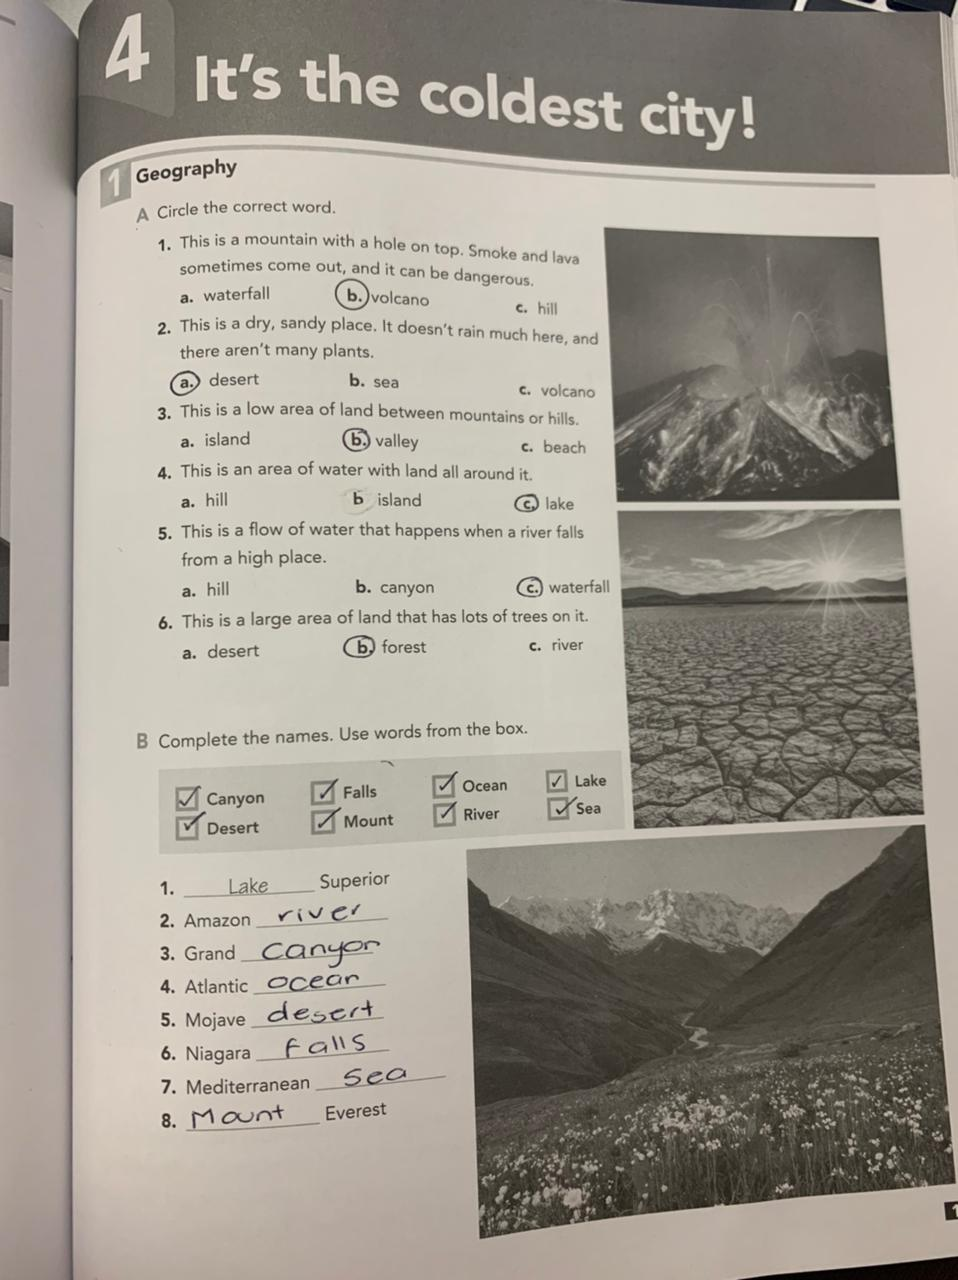 4
It's the coldest city!
1 Geography
A Circle the correct word.
1. This is a mountain with a hole on top. Smoke and lava
sometimes come out, and it can be dangerous.
a. waterfall b. volcano c. hill
2. This is a dry, sandy place. It doesn't rain much here, and
there aren't many plants.
a. desert b. sea c. volcano
3. This is a low area of land between mountains or hills.
a. island b. valley c. beach
4. This is an area of water with land all around it.
a. hill b island c. lake
5. This is a flow of water that happens when a river falls
from a high place.
a. hill b. canyon c. waterfall
6. This is a large area of land that has lots of trees on it.
a. desert b. forest c. river
B Complete the names. Use words from the box.
✓ Canyon ✓ Falls ✓ Ocean ✓ Lake
✓ Desert ✓ Mount ✓ River ✓ Sea
1. Lake Superior
2. Amazon river
3. Grand Canyon
4. Atlantic ocean
5. Mojave desert
6. Niagara Falls
7. Mediterranean Sea
8. Mount Everest